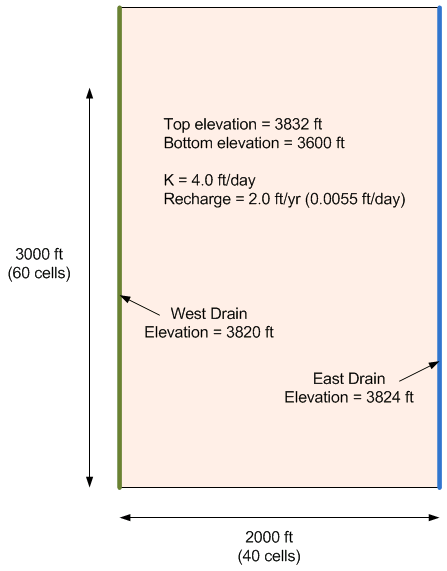 Top elevation = 3832 ft
Bottom elevation = 3600 ft
K = 4.0 ft/day
Recharge = 2.0 ft/yr (0.0055 ft/day)
3000 ft
(60 cells)
West Drain
Elevation = 3820 ft
East Drain
Elevation = 3824 ft
2000 ft
(40 cells)